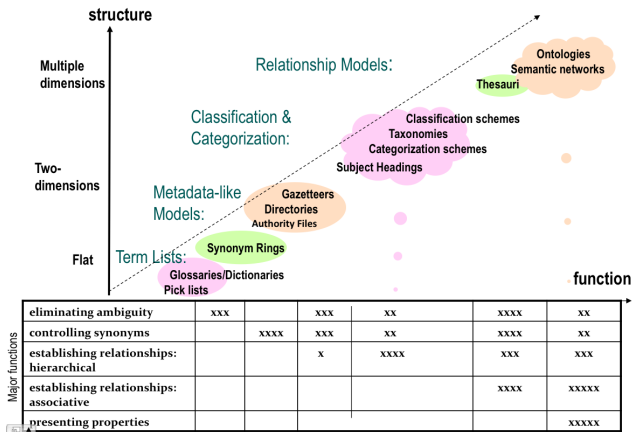 structure
Multiple
dimensions
Relationship Models:
Ontologies
Semantic networks
Thesauri
Classification &
Categorization:
Classification schemes
Taxonomies
Categorization schemes
Subject Headings
Two-
dimensions
Metadata-like
Models:
Gazetteers
Directories
Authority Files
Flat
Term Lists:
Synonym Rings
Glossaries/Dictionaries
Pick lists
function
Major functions
eliminating ambiguity xxx xxx xx xxxx xx
controlling synonyms xxxx xxx xx xxxx xx
establishing relationships:
hierarchical x xxxx xxx xxx
establishing relationships:
associative xxxx xxxxx
presenting properties xxxxx